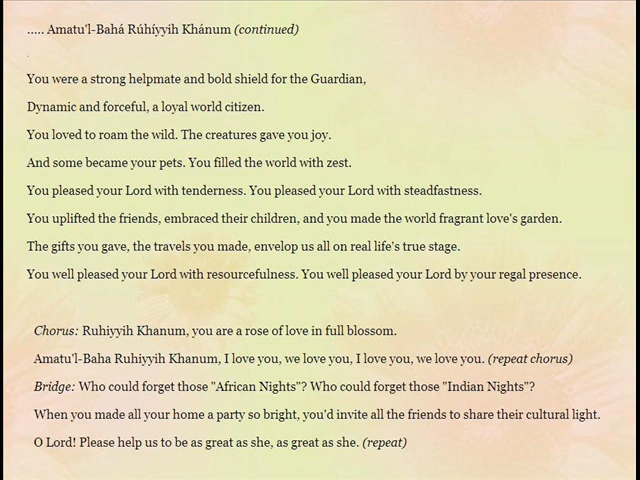 ..... Amatu'l-Bahá Rúhíyyih Khánum (continued)
You were a strong helpmate and bold shield for the Guardian,
Dynamic and forceful, a loyal world citizen.
You loved to roam the wild. The creatures gave you joy.
And some became your pets. You filled the world with zest.
You pleased your Lord with tenderness. You pleased your Lord with steadfastness.
You uplifted the friends, embraced their children, and you made the world fragrant love's garden.
The gifts you gave, the travels you made, envelop us all on real life's true stage.
You well pleased your Lord with resourcefulness. You well pleased your Lord by your regal presence.
Chorus: Ruhiyyih Khanum, you are a rose of love in full blossom.
Amatu'l-Baha Ruhiyyih Khanum, I love you, we love you, I love you, we love you. (repeat chorus)
Bridge: Who could forget those "African Nights"? Who could forget those "Indian Nights"?
When you made all your home a party so bright, you'd invite all the friends to share their cultural light.
O Lord! Please help us to be as great as she, as great as she. (repeat)